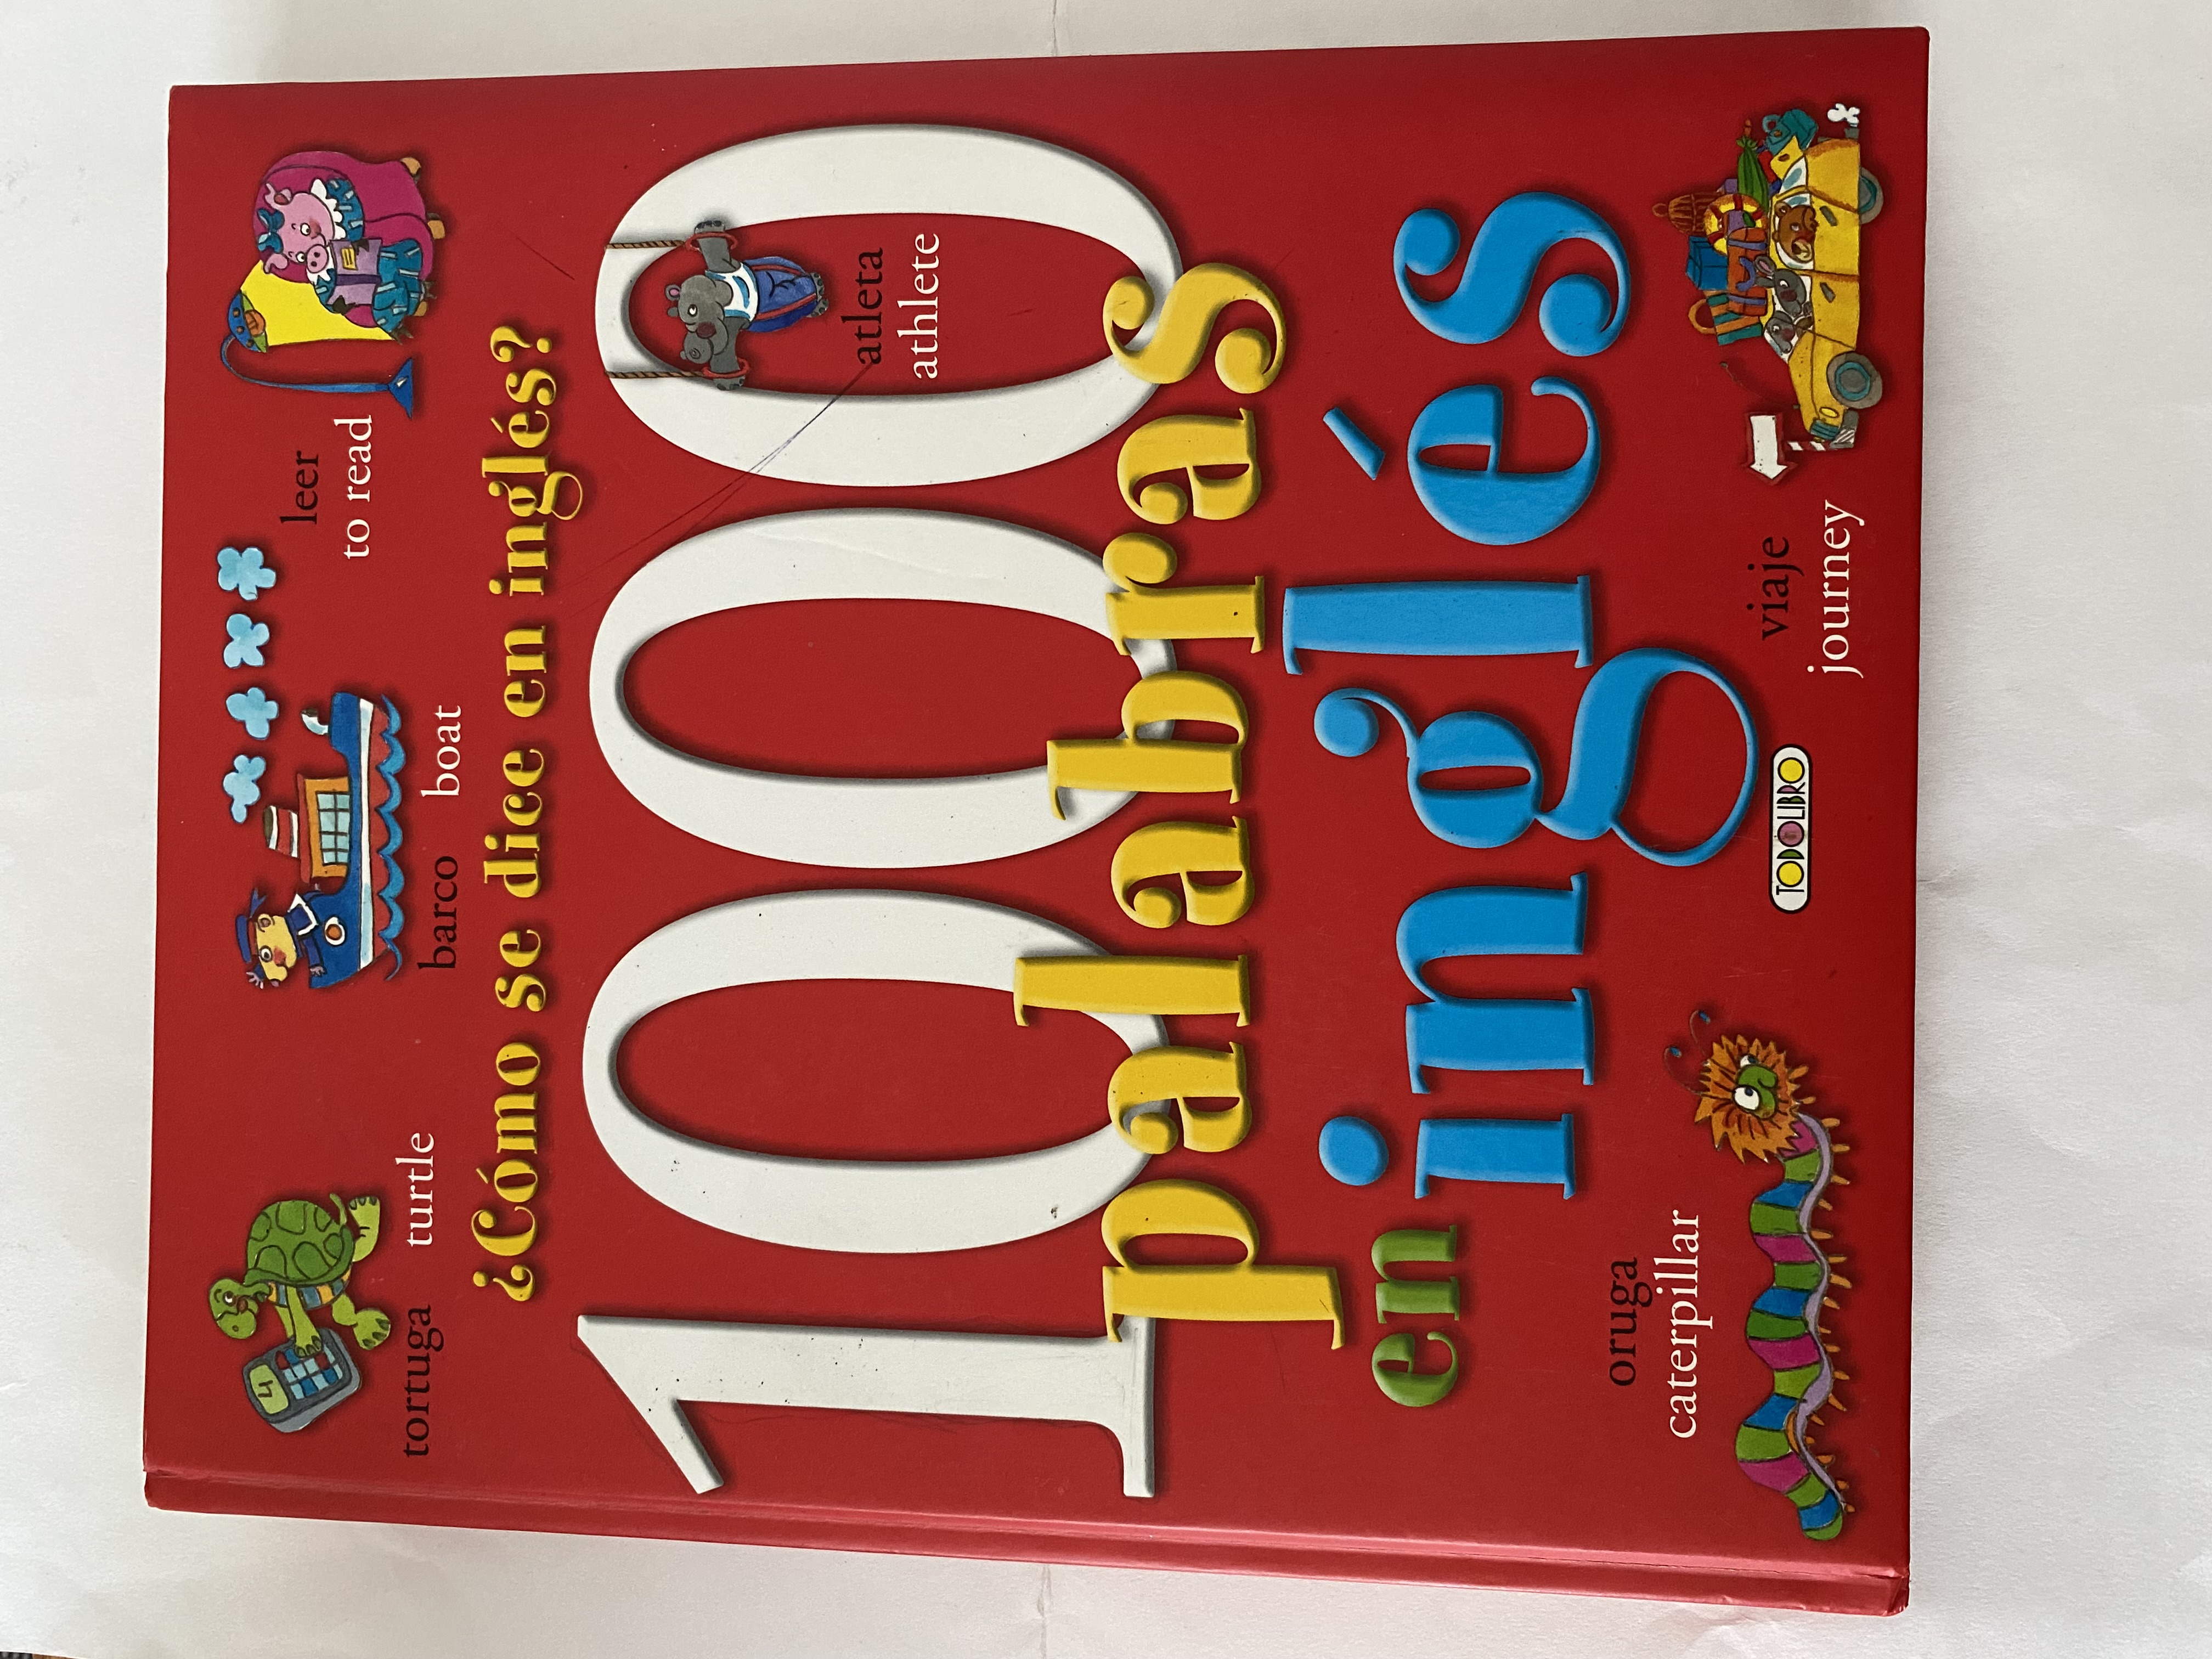 4
tortuga turtle
barco boat
leer
to read
¿Cómo se dice en inglés?
1000
atleta
athlete
palabras
en inglés
oruga
caterpillar
TODOLIBRO
viaje
journey